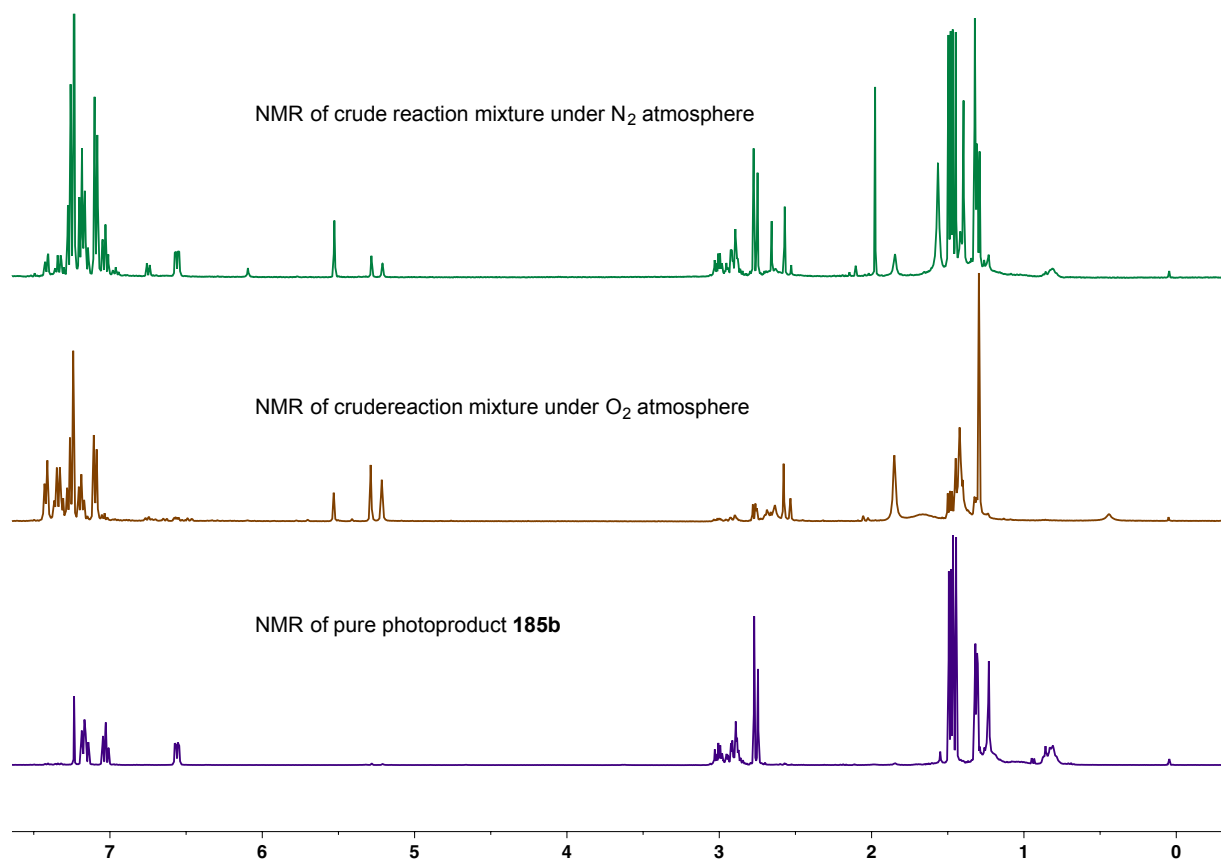 NMR of crude reaction mixture under N₂ atmosphere
NMR of crudereaction mixture under O₂ atmosphere
NMR of pure photoproduct 185b
7 6 5 4 3 2 1 0